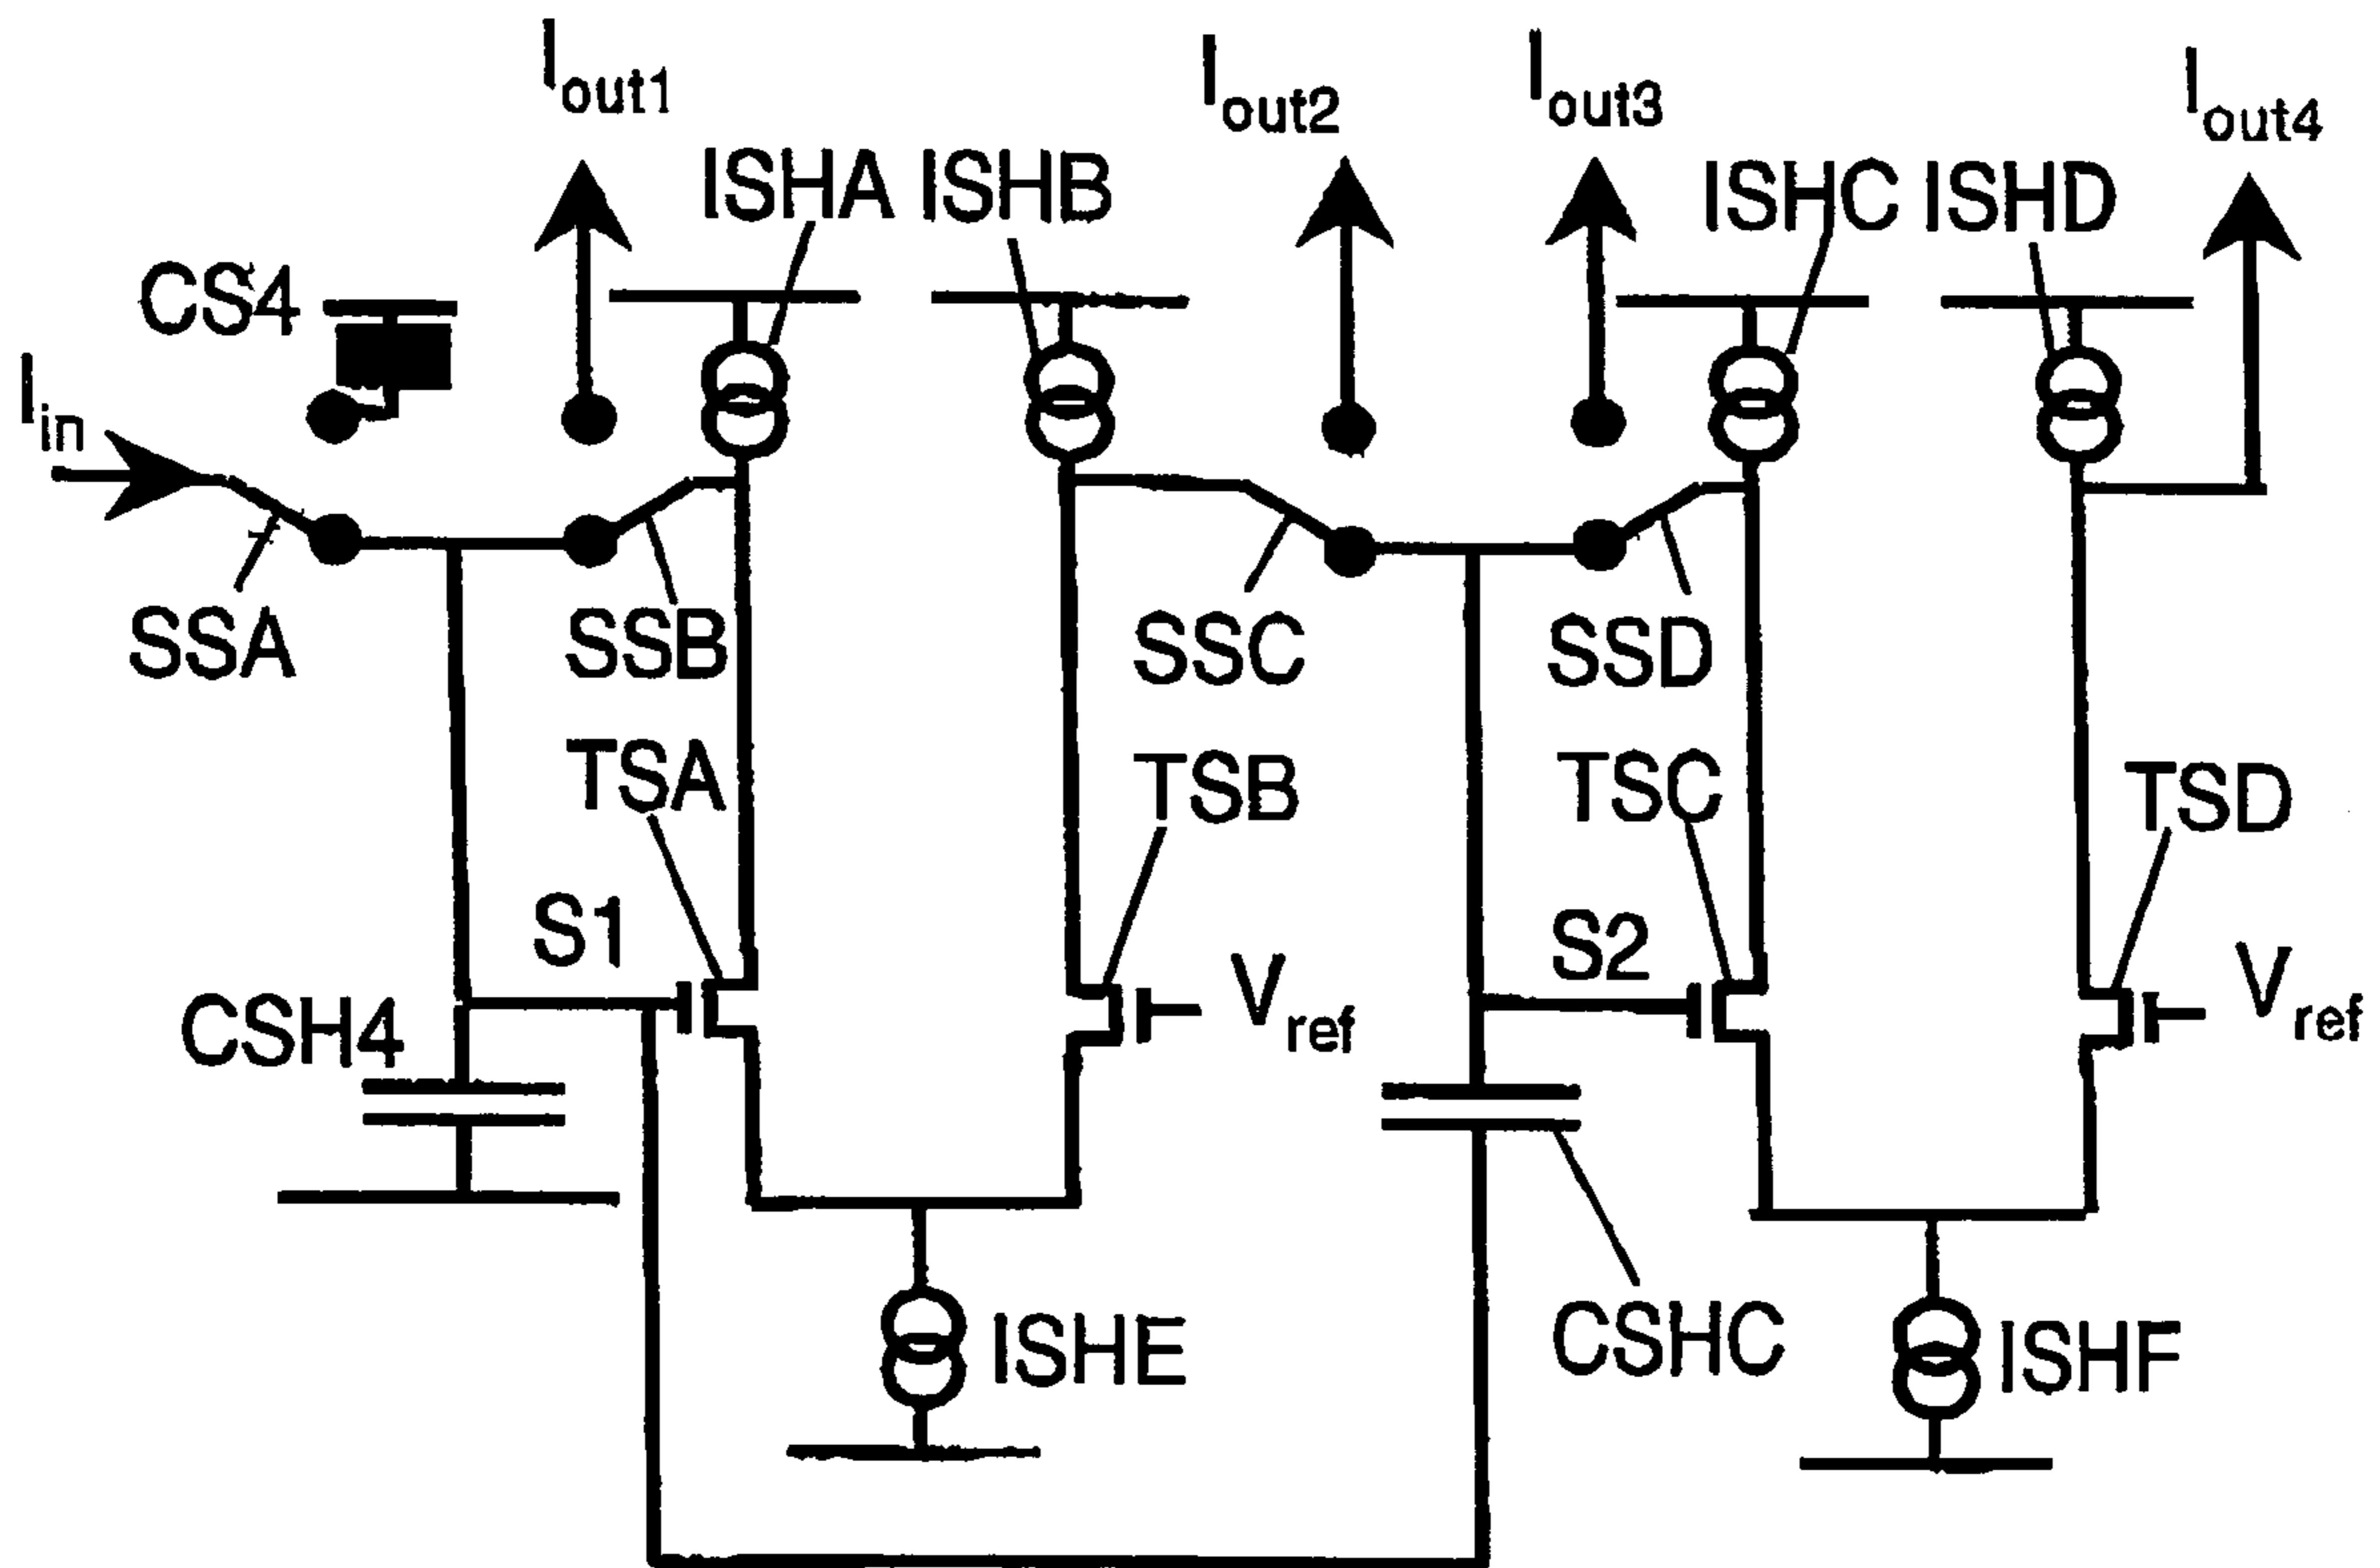 Iout1
Iout2
Iout3
Iout4
ISHA
ISHB
ISHC
ISHD
CS4
Iin
SSA
SSB
SSC
SSD
TSA
TSB
TSC
TSD
S1
S2
Vref
Vref
CSH4
ISHE
CSHC
ISHF